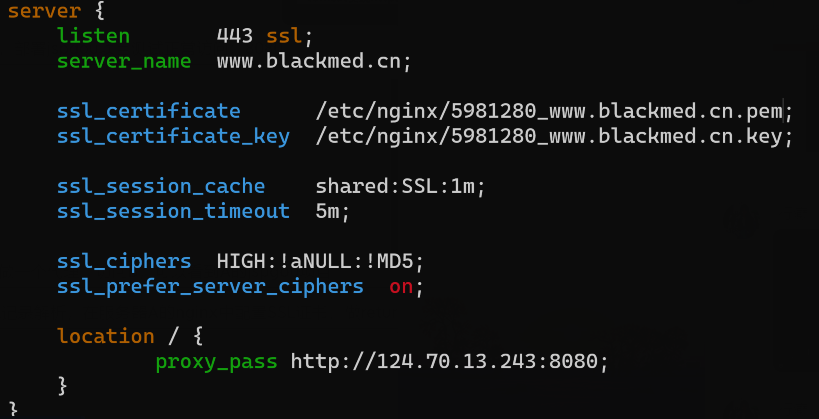 server {
    listen       443 ssl;
    server_name  www.blackmed.cn;
    ssl_certificate      /etc/nginx/5981280_www.blackmed.cn.pem;
    ssl_certificate_key  /etc/nginx/5981280_www.blackmed.cn.key;
    ssl_session_cache    shared:SSL:1m;
    ssl_session_timeout  5m;
    ssl_ciphers  HIGH:!aNULL:!MD5;
    ssl_prefer_server_ciphers  on;
    location / {
            proxy_pass http://124.70.13.243:8080;
    }
}